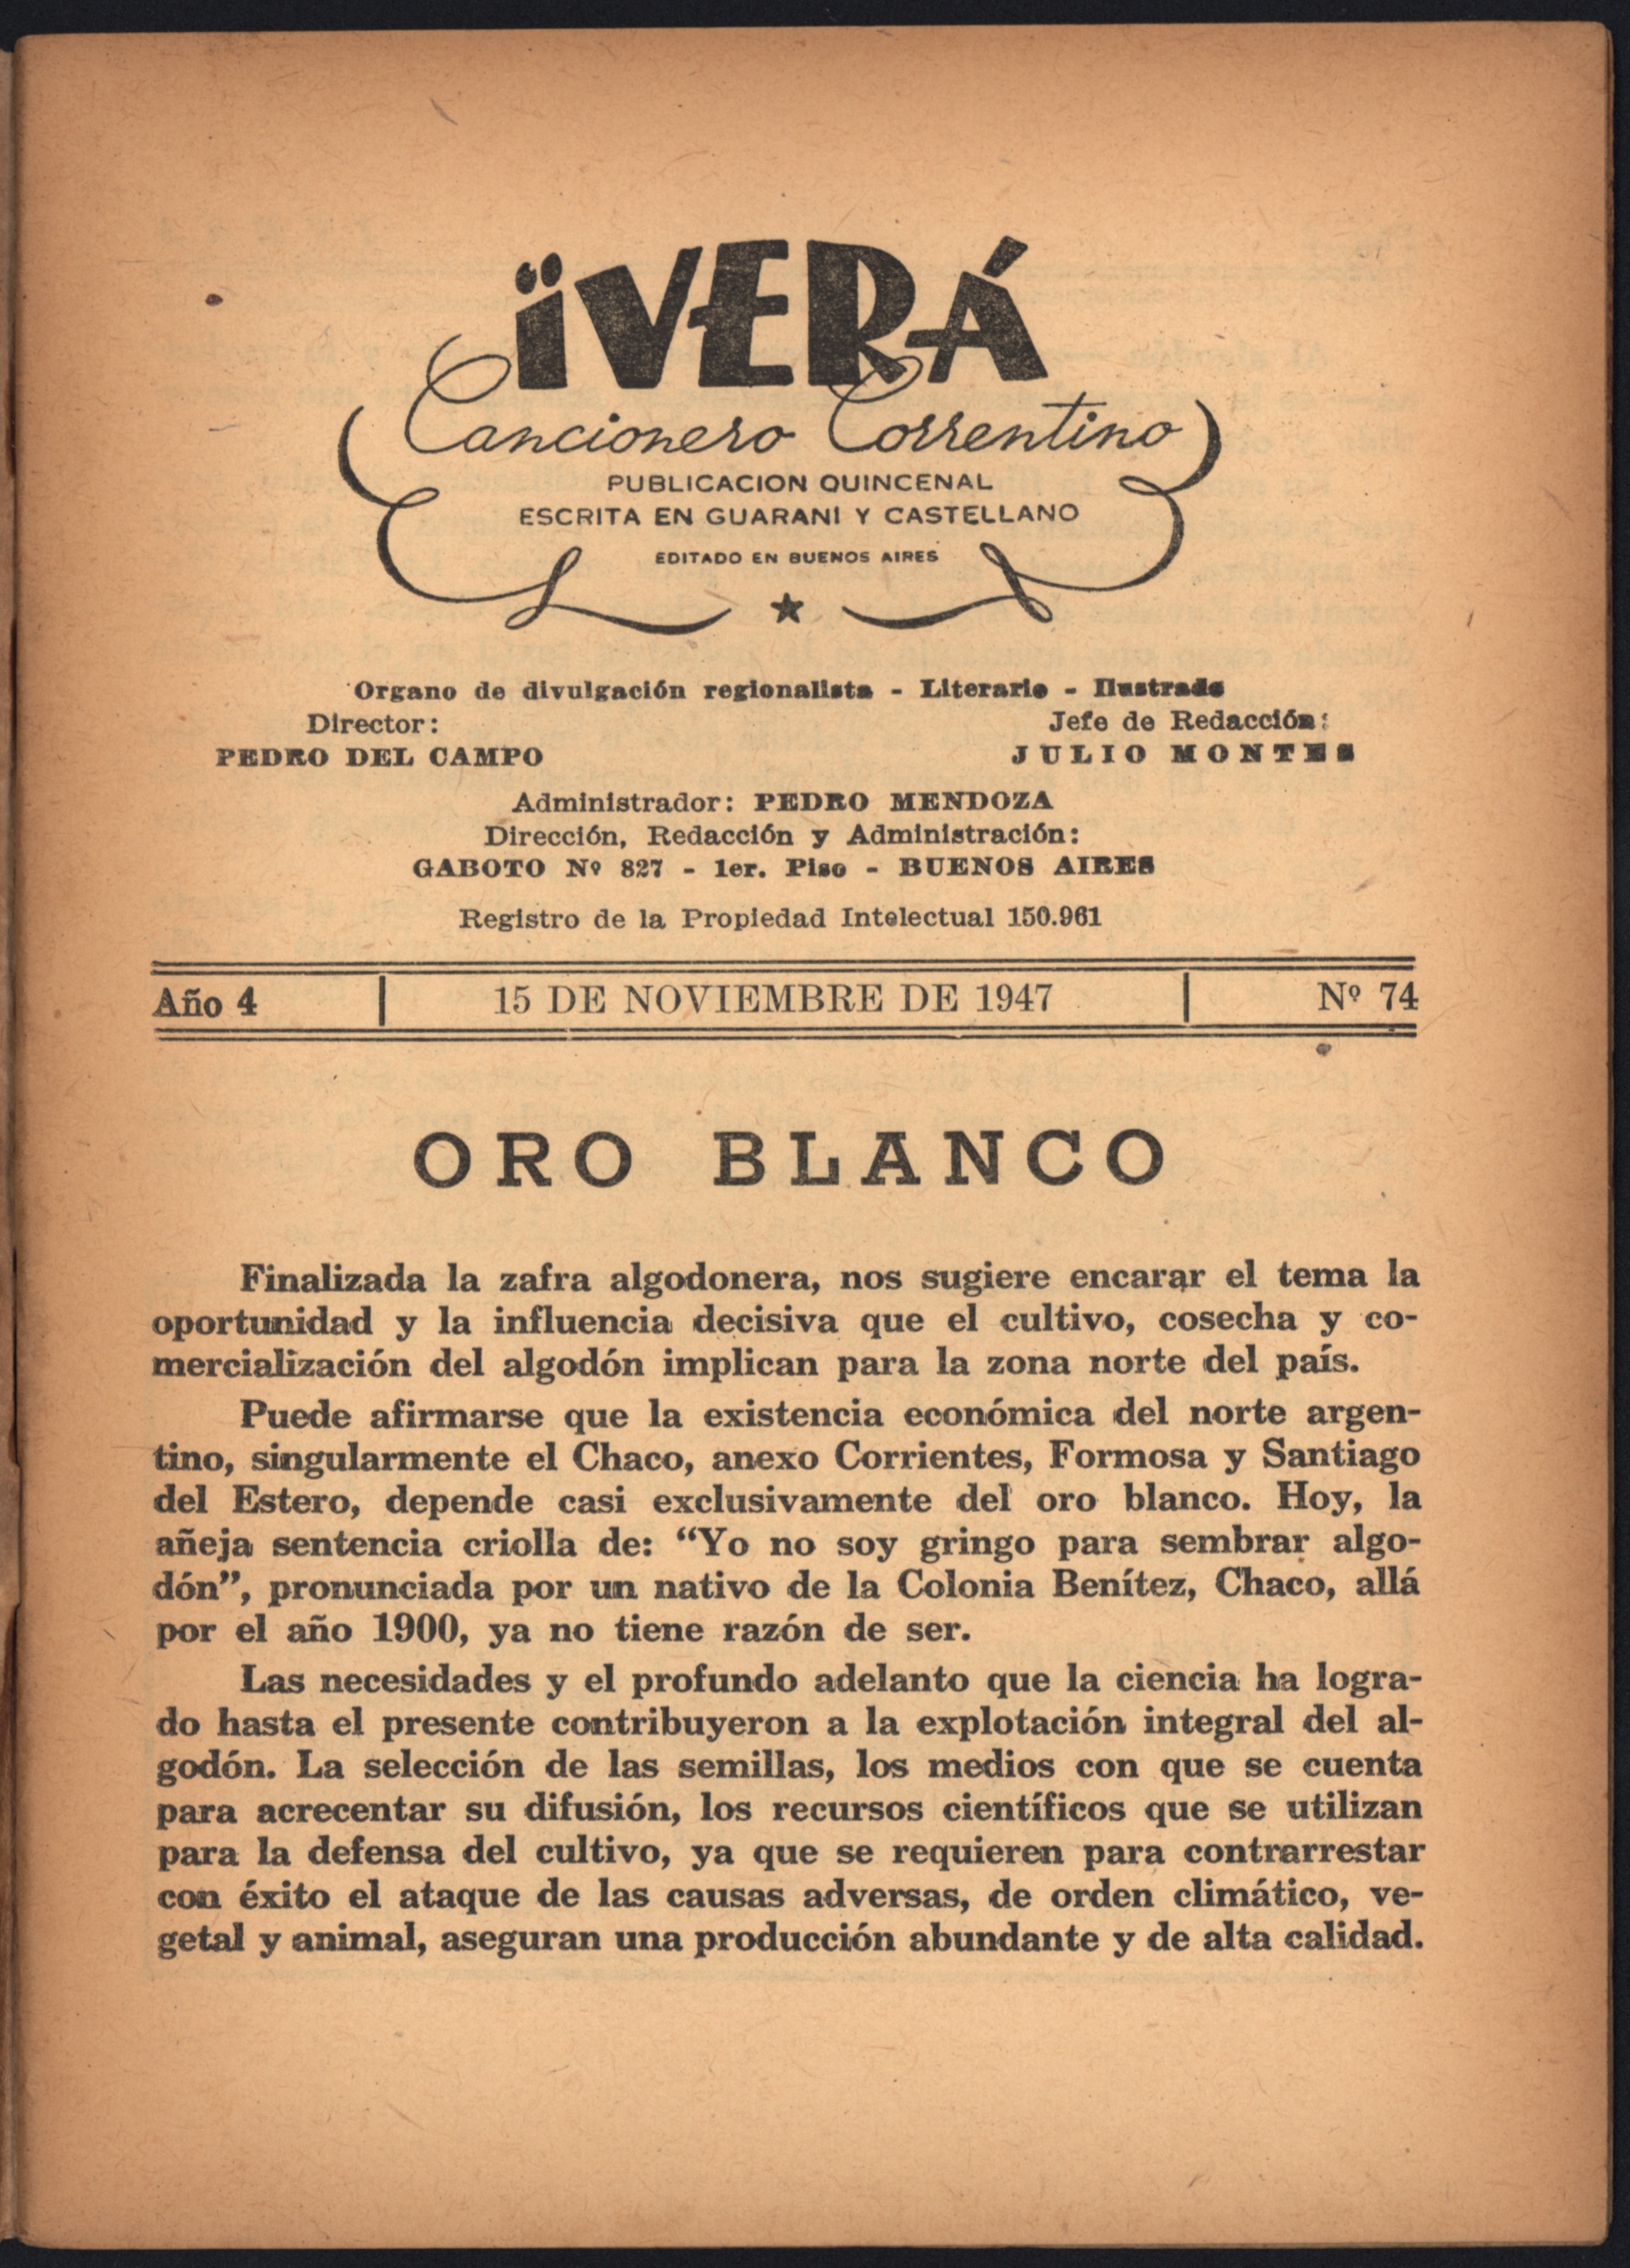 ÏVERÁ
Cancionero Correntino
PUBLICACION QUINCENAL
ESCRITA EN GUARANI Y CASTELLANO
EDITADO EN BUENOS AIRES
Organo de divulgación regionalista - Literario - Ilustrado
Director:
PEDRO DEL CAMPO
Jefe de Redacción:
JULIO MONTES
Administrador: PEDRO MENDOZA
Dirección, Redacción y Administración:
GABOTO Nº 827 - 1er. Piso - BUENOS AIRES
Registro de la Propiedad Intelectual 150.961
Año 4 | 15 DE NOVIEMBRE DE 1947 | Nº 74
ORO BLANCO
Finalizada la zafra algodonera, nos sugiere encarar el tema la
oportunidad y la influencia decisiva que el cultivo, cosecha y co-
mercialización del algodón implican para la zona norte del país.
Puede afirmarse que la existencia económica del norte argen-
tino, singularmente el Chaco, anexo Corrientes, Formosa y Santiago
del Estero, depende casi exclusivamente del oro blanco. Hoy, la
añeja sentencia criolla de: “Yo no soy gringo para sembrar algo-
dón”, pronunciada por un nativo de la Colonia Benítez, Chaco, allá
por el año 1900, ya no tiene razón de ser.
Las necesidades y el profundo adelanto que la ciencia ha logra-
do hasta el presente contribuyeron a la explotación integral del al-
godón. La selección de las semillas, los medios con que se cuenta
para acrecentar su difusión, los recursos científicos que se utilizan
para la defensa del cultivo, ya que se requieren para contrarrestar
con éxito el ataque de las causas adversas, de orden climático, ve-
getal y animal, aseguran una producción abundante y de alta calidad.